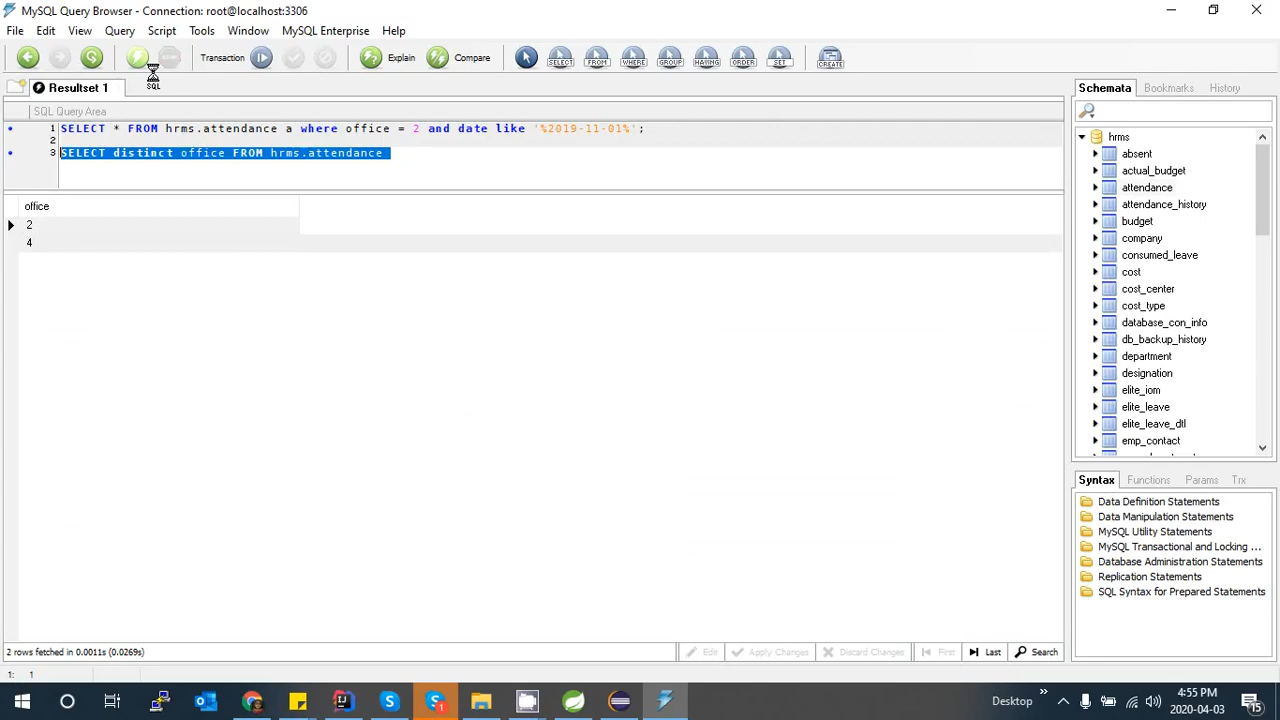 MySQL Query Browser - Connection: root@localhost:3306
File Edit View Query Script Tools Window MySQL Enterprise Help
Transaction Explain Compare SELECT FROM WHERE GROUP HAVING ORDER SET CREATE
SQL
Resultset 1
SQL Query Area
1 SELECT * FROM hrms.attendance a where office = 2 and date like '%2019-11-01%';
2
3 SELECT distinct office FROM hrms.attendance
office
2
4
2 rows fetched in 0.0011s (0.0269s)
Edit Apply Changes Discard Changes First Last Search
1: 1
Schemata Bookmarks History
hrms
absent
actual_budget
attendance
attendance_history
budget
company
consumed_leave
cost
cost_center
cost_type
database_con_info
db_backup_history
department
designation
elite_iom
elite_leave
elite_leave_dtl
emp_contact
Syntax Functions Params Trx
Data Definition Statements
Data Manipulation Statements
MySQL Utility Statements
MySQL Transactional and Locking ...
Database Administration Statements
Replication Statements
SQL Syntax for Prepared Statements
Desktop
4:55 PM
2020-04-03
15